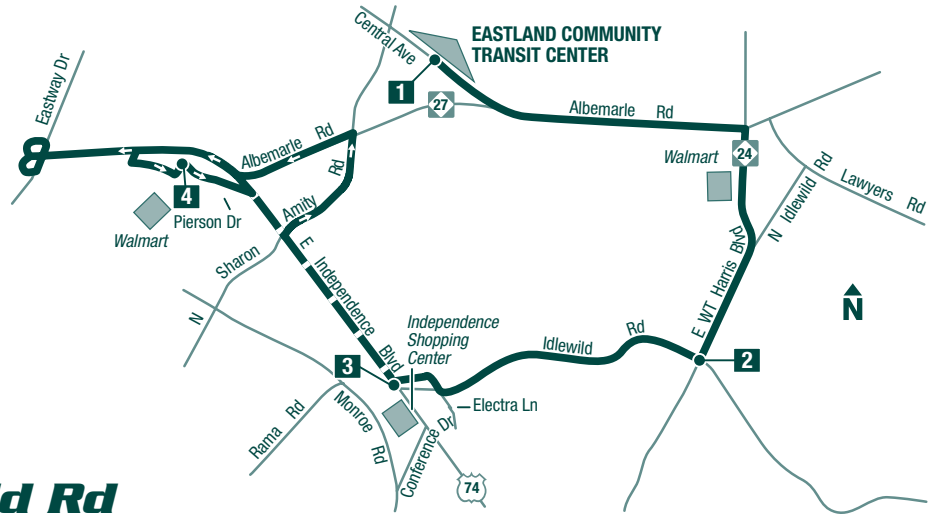 EASTLAND COMMUNITY
TRANSIT CENTER
Central Ave
1
27
Albemarle Rd
Eastway Dr
Albemarle Rd
Walmart
24
N Idlewild Rd
Lawyers Rd
4
Pierson Dr
Walmart
Amity Rd
N Sharon
E Independence Blvd
E WT Harris Blvd
N
Independence
Shopping
Center
Idlewild Rd
2
3
Electra Ln
Rama Rd
Monroe Rd
Conference Dr
74
ld Rd